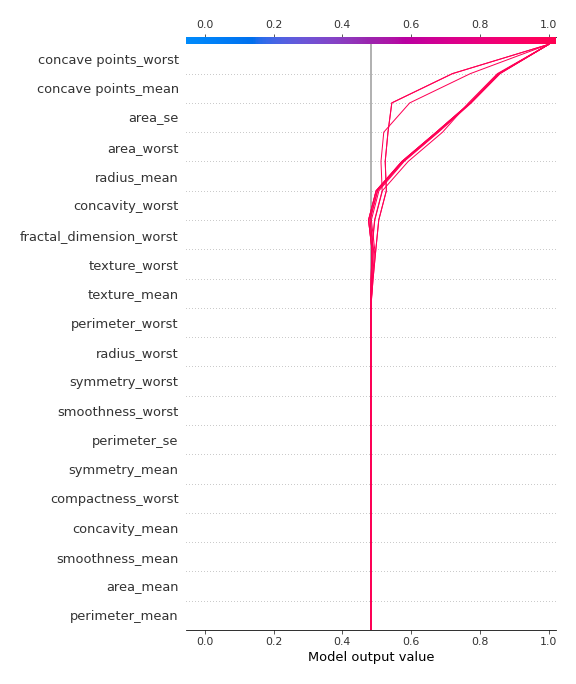 0.0 0.2 0.4 0.6 0.8 1.0
concave points_worst
concave points_mean
area_se
area_worst
radius_mean
concavity_worst
fractal_dimension_worst
texture_worst
texture_mean
perimeter_worst
radius_worst
symmetry_worst
smoothness_worst
perimeter_se
symmetry_mean
compactness_worst
concavity_mean
smoothness_mean
area_mean
perimeter_mean
0.0 0.2 0.4 0.6 0.8 1.0
Model output value